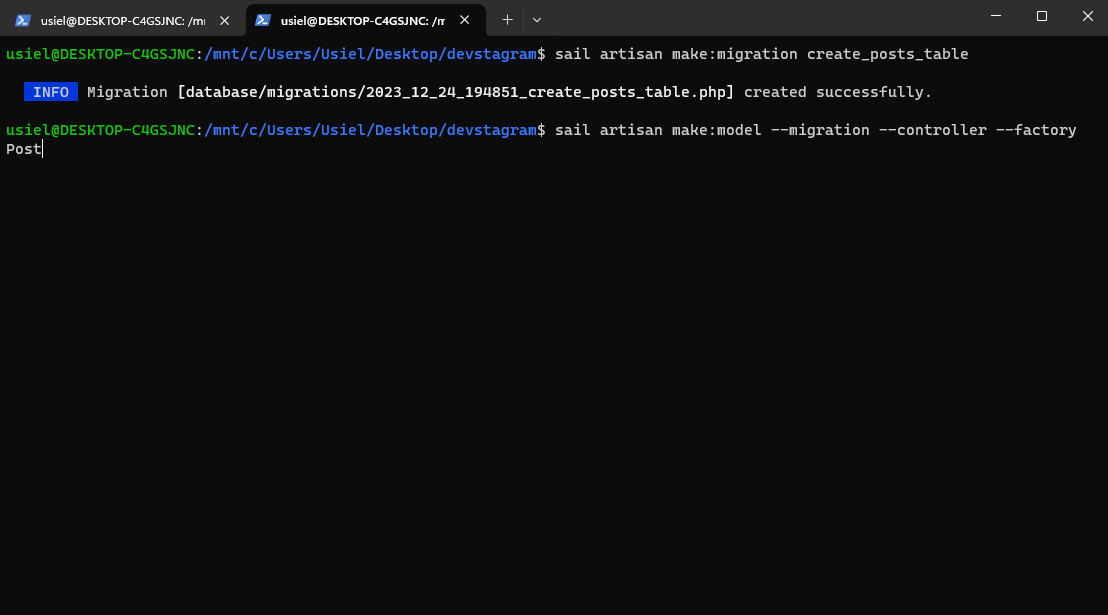 usiel@DESKTOP-C4GSJNC: /m
usiel@DESKTOP-C4GSJNC: /m
usiel@DESKTOP-C4GSJNC:/mnt/c/Users/Usiel/Desktop/devstagram$ sail artisan make:migration create_posts_table
INFO Migration [database/migrations/2023_12_24_194851_create_posts_table.php] created successfully.
usiel@DESKTOP-C4GSJNC:/mnt/c/Users/Usiel/Desktop/devstagram$ sail artisan make:model --migration --controller --factory
Post